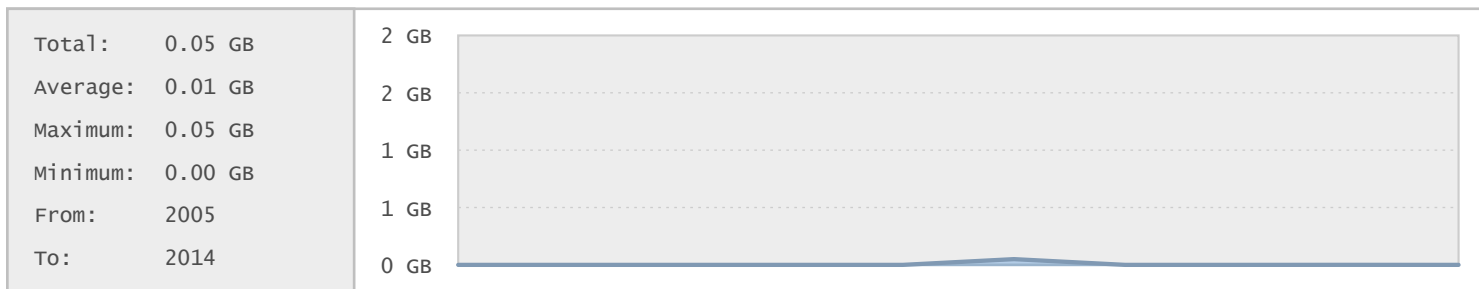 Total: 0.05 GB
Average: 0.01 GB
Maximum: 0.05 GB
Minimum: 0.00 GB
From: 2005
To: 2014
2 GB
2 GB
1 GB
1 GB
0 GB